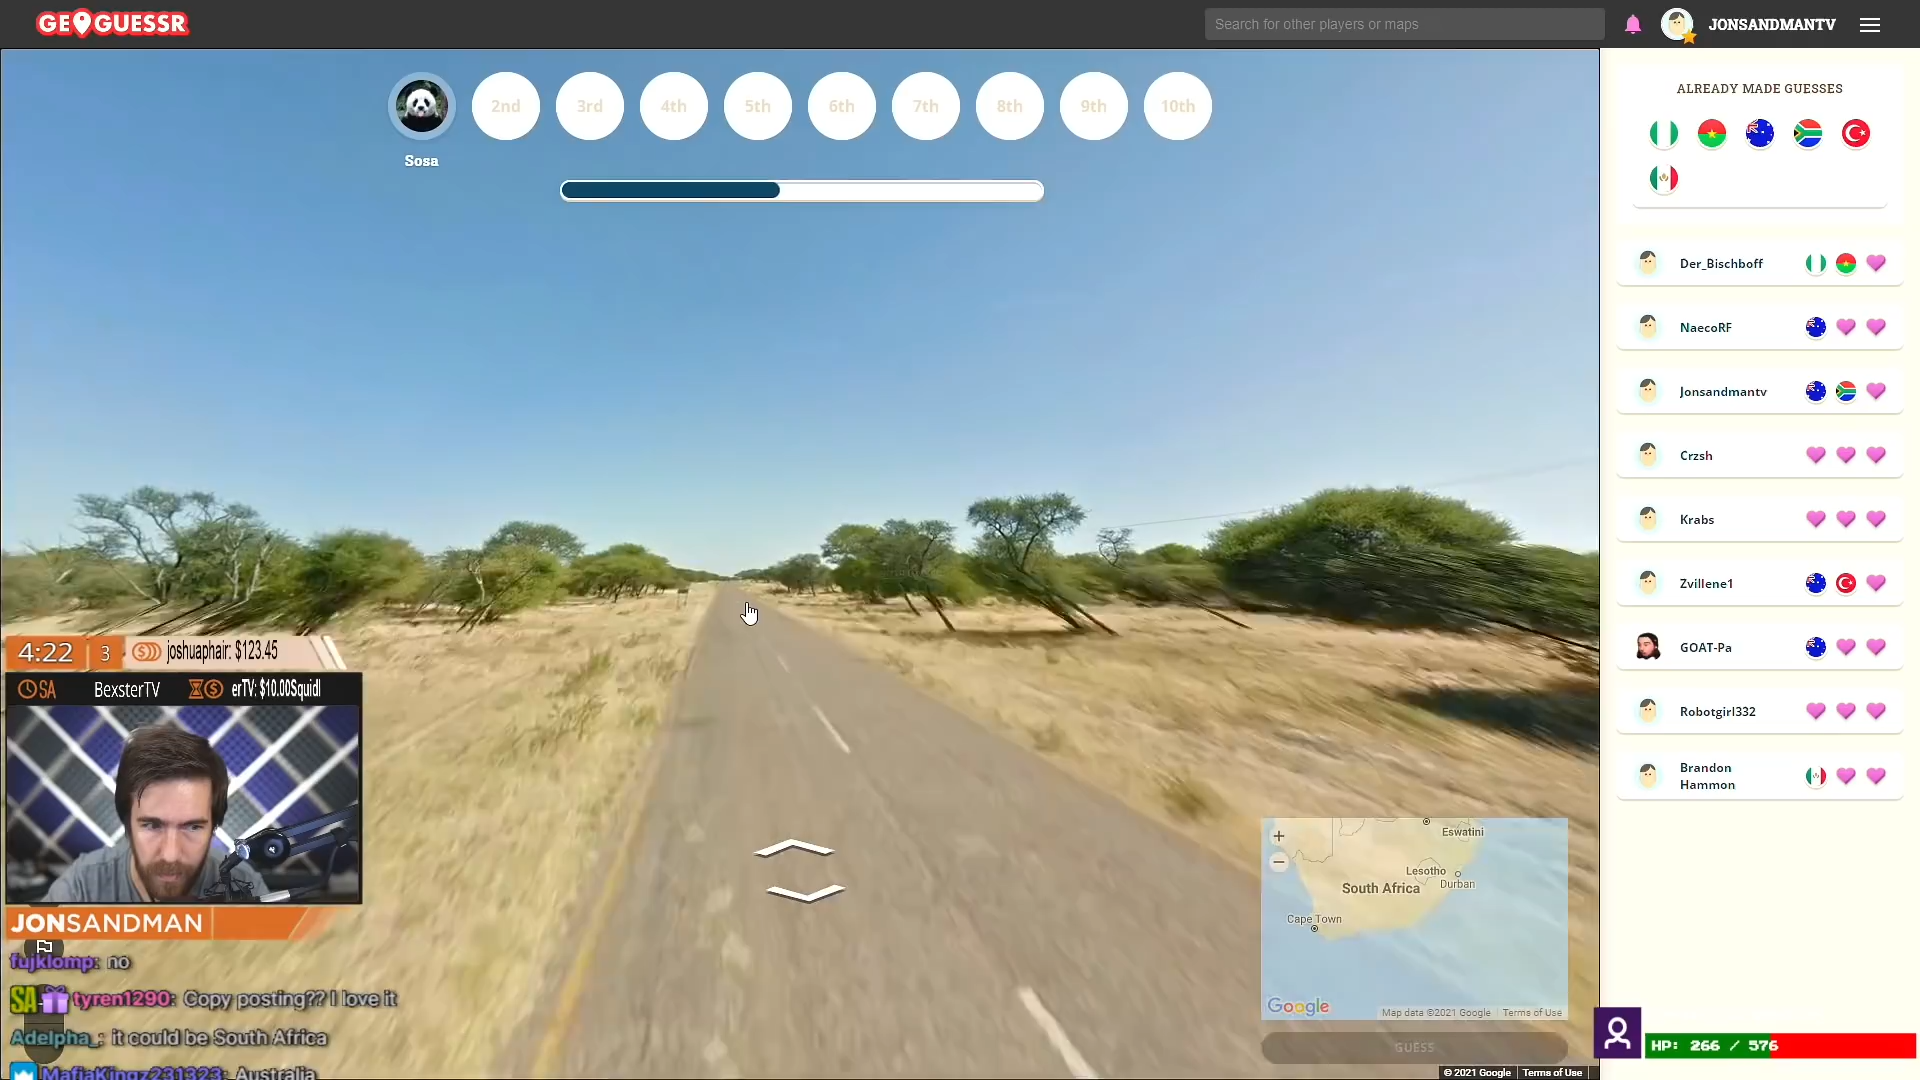 GEOGUESSR
Search for other players or maps
JONSANDMANTV
2nd 3rd 4th 5th 6th 7th 8th 9th 10th
Sosa
ALREADY MADE GUESSES
Der_Bischboff
NaecoRF
Jonsandmantv
Crzsh
Krabs
Zvillene1
GOAT-Pa
Robotgirl332
Brandon
Hammon
4:22 3 joshuaphair: $123.45
SA BexsterTV erTV: $10.00Squidl
JONSANDMAN
fujklomp: no
SA tyren1290: Copy posting?? I love it
Adelpha_: it could be South Africa
MafiaKingz231323: Australia
Eswatini
Lesotho
Durban
South Africa
Cape Town
Google
Map data ©2021 Google Terms of Use
GUESS
© 2021 Google Terms of Use
HP: 266 / 576